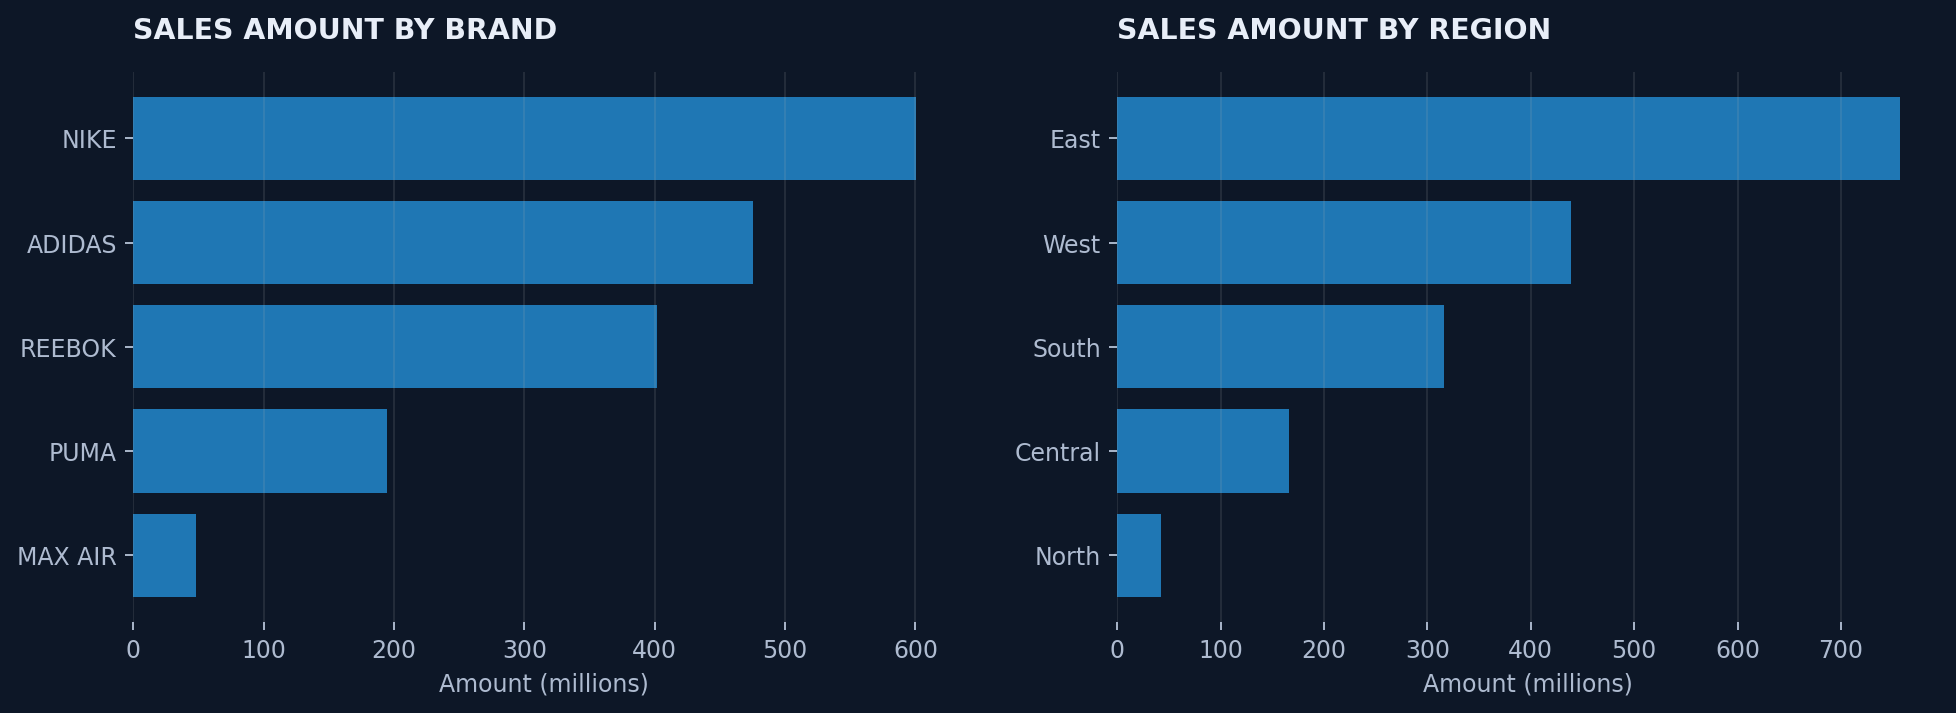 SALES AMOUNT BY BRAND
NIKE
ADIDAS
REEBOK
PUMA
MAX AIR
0 100 200 300 400 500 600
Amount (millions)
SALES AMOUNT BY REGION
East
West
South
Central
North
0 100 200 300 400 500 600 700
Amount (millions)